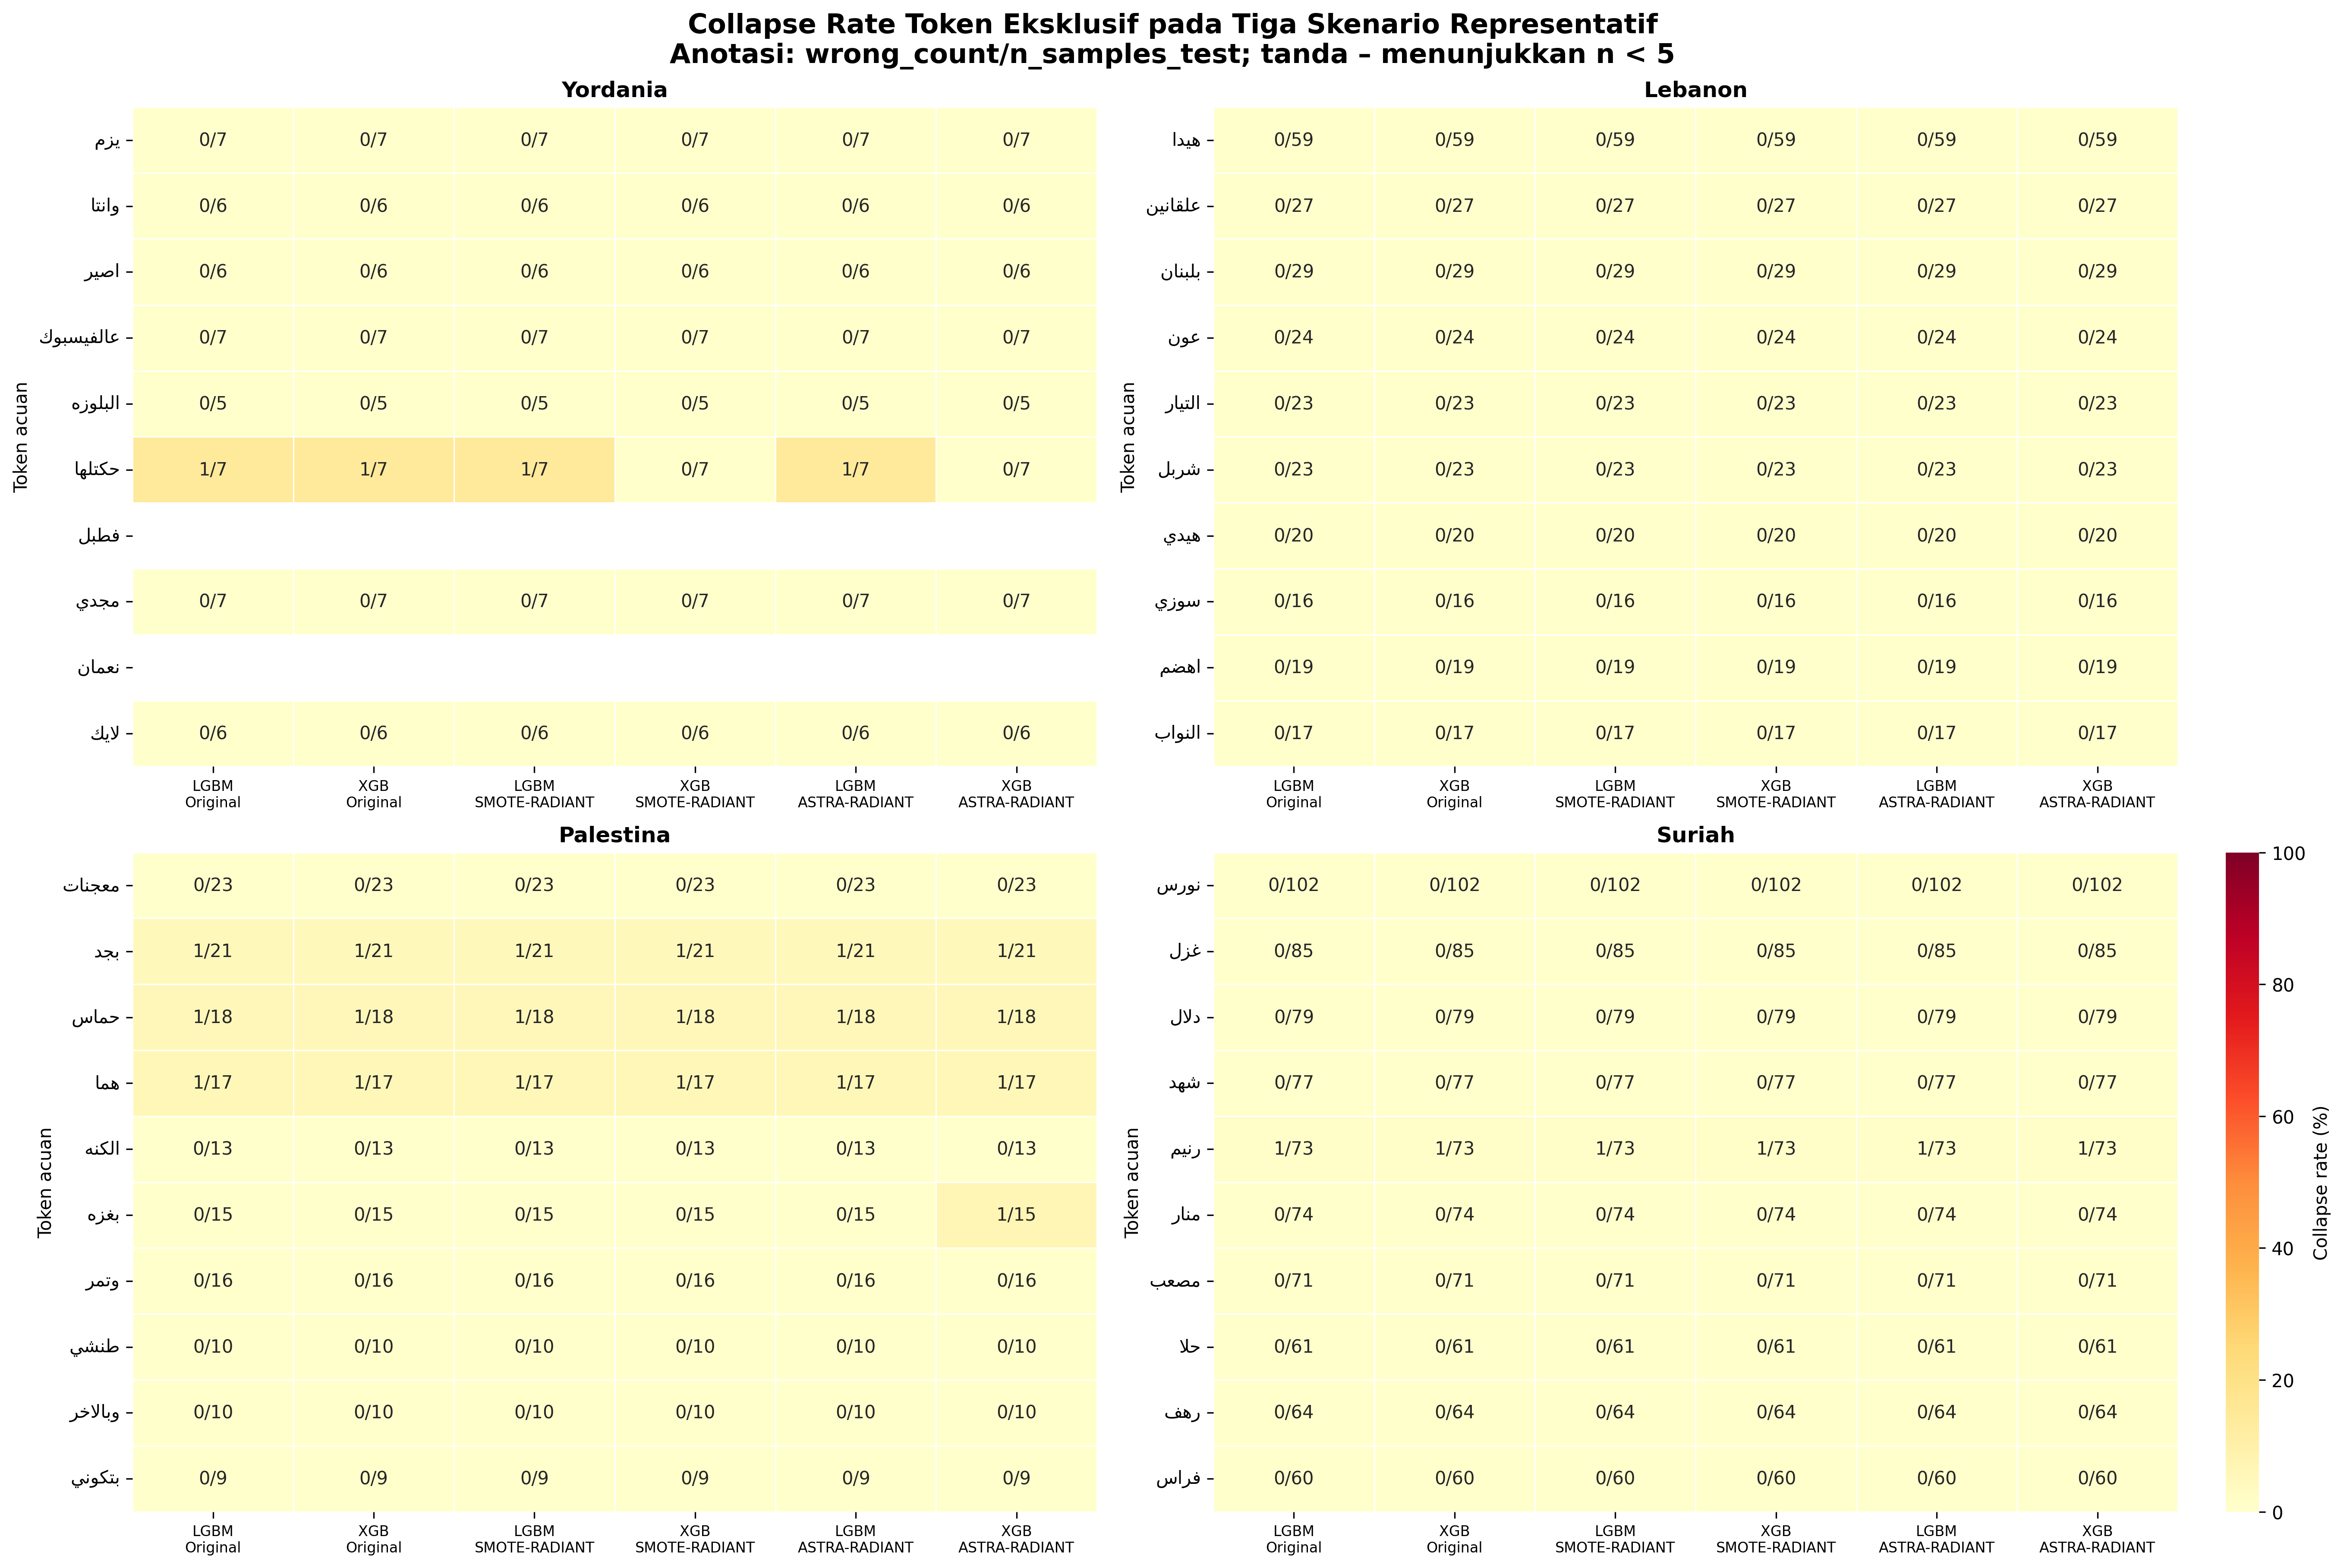 Collapse Rate Token Eksklusif pada Tiga Skenario Representatif
Anotasi: wrong_count/n_samples_test; tanda – menunjukkan n < 5
Yordania
Token acuan
يزم 0/7 0/7 0/7 0/7 0/7 0/7
وانتا 0/6 0/6 0/6 0/6 0/6 0/6
اصير 0/6 0/6 0/6 0/6 0/6 0/6
عالفيسبوك 0/7 0/7 0/7 0/7 0/7 0/7
البلوزه 0/5 0/5 0/5 0/5 0/5 0/5
حكتلها 1/7 1/7 1/7 0/7 1/7 0/7
فطبل
مجدي 0/7 0/7 0/7 0/7 0/7 0/7
نعمان
لايك 0/6 0/6 0/6 0/6 0/6 0/6
LGBM XGB LGBM XGB LGBM XGB
Original Original SMOTE-RADIANT SMOTE-RADIANT ASTRA-RADIANT ASTRA-RADIANT
Lebanon
Token acuan
هيدا 0/59 0/59 0/59 0/59 0/59 0/59
علقانين 0/27 0/27 0/27 0/27 0/27 0/27
بلبنان 0/29 0/29 0/29 0/29 0/29 0/29
عون 0/24 0/24 0/24 0/24 0/24 0/24
التيار 0/23 0/23 0/23 0/23 0/23 0/23
شربل 0/23 0/23 0/23 0/23 0/23 0/23
هيدي 0/20 0/20 0/20 0/20 0/20 0/20
سوزي 0/16 0/16 0/16 0/16 0/16 0/16
اهضم 0/19 0/19 0/19 0/19 0/19 0/19
النواب 0/17 0/17 0/17 0/17 0/17 0/17
LGBM XGB LGBM XGB LGBM XGB
Original Original SMOTE-RADIANT SMOTE-RADIANT ASTRA-RADIANT ASTRA-RADIANT
Palestina
Token acuan
معجنات 0/23 0/23 0/23 0/23 0/23 0/23
بجد 1/21 1/21 1/21 1/21 1/21 1/21
حماس 1/18 1/18 1/18 1/18 1/18 1/18
هما 1/17 1/17 1/17 1/17 1/17 1/17
الكنه 0/13 0/13 0/13 0/13 0/13 0/13
بغزه 0/15 0/15 0/15 0/15 0/15 1/15
وتمر 0/16 0/16 0/16 0/16 0/16 0/16
طنشي 0/10 0/10 0/10 0/10 0/10 0/10
وبالاخر 0/10 0/10 0/10 0/10 0/10 0/10
بتكوني 0/9 0/9 0/9 0/9 0/9 0/9
LGBM XGB LGBM XGB LGBM XGB
Original Original SMOTE-RADIANT SMOTE-RADIANT ASTRA-RADIANT ASTRA-RADIANT
Suriah
Token acuan
نورس 0/102 0/102 0/102 0/102 0/102 0/102
غزل 0/85 0/85 0/85 0/85 0/85 0/85
دلال 0/79 0/79 0/79 0/79 0/79 0/79
شهد 0/77 0/77 0/77 0/77 0/77 0/77
رنيم 1/73 1/73 1/73 1/73 1/73 1/73
منار 0/74 0/74 0/74 0/74 0/74 0/74
مصعب 0/71 0/71 0/71 0/71 0/71 0/71
حلا 0/61 0/61 0/61 0/61 0/61 0/61
رهف 0/64 0/64 0/64 0/64 0/64 0/64
فراس 0/60 0/60 0/60 0/60 0/60 0/60
LGBM XGB LGBM XGB LGBM XGB
Original Original SMOTE-RADIANT SMOTE-RADIANT ASTRA-RADIANT ASTRA-RADIANT
100
80
60
40
20
0
Collapse rate (%)